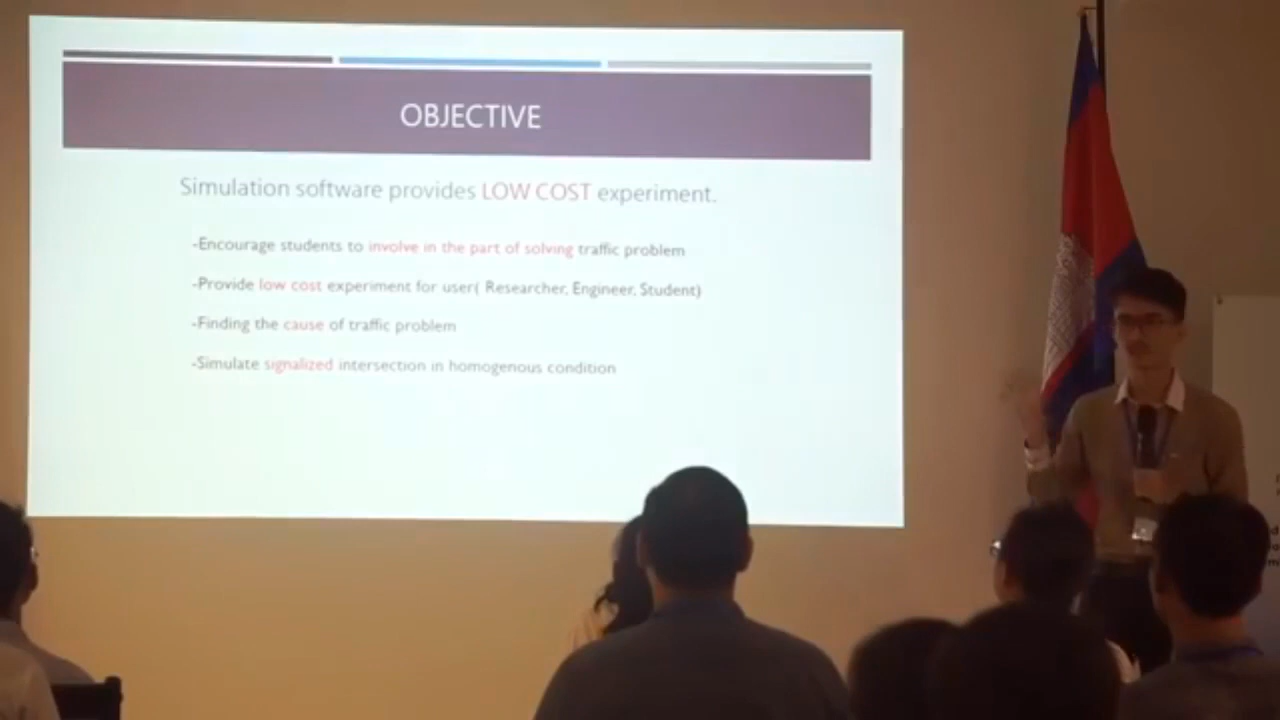 OBJECTIVE
Simulation software provides LOW COST experiment.
-Encourage students to involve in the part of solving traffic problem
-Provide low cost experiment for user( Researcher, Engineer, Student)
-Finding the cause of traffic problem
-Simulate signalized intersection in homogenous condition